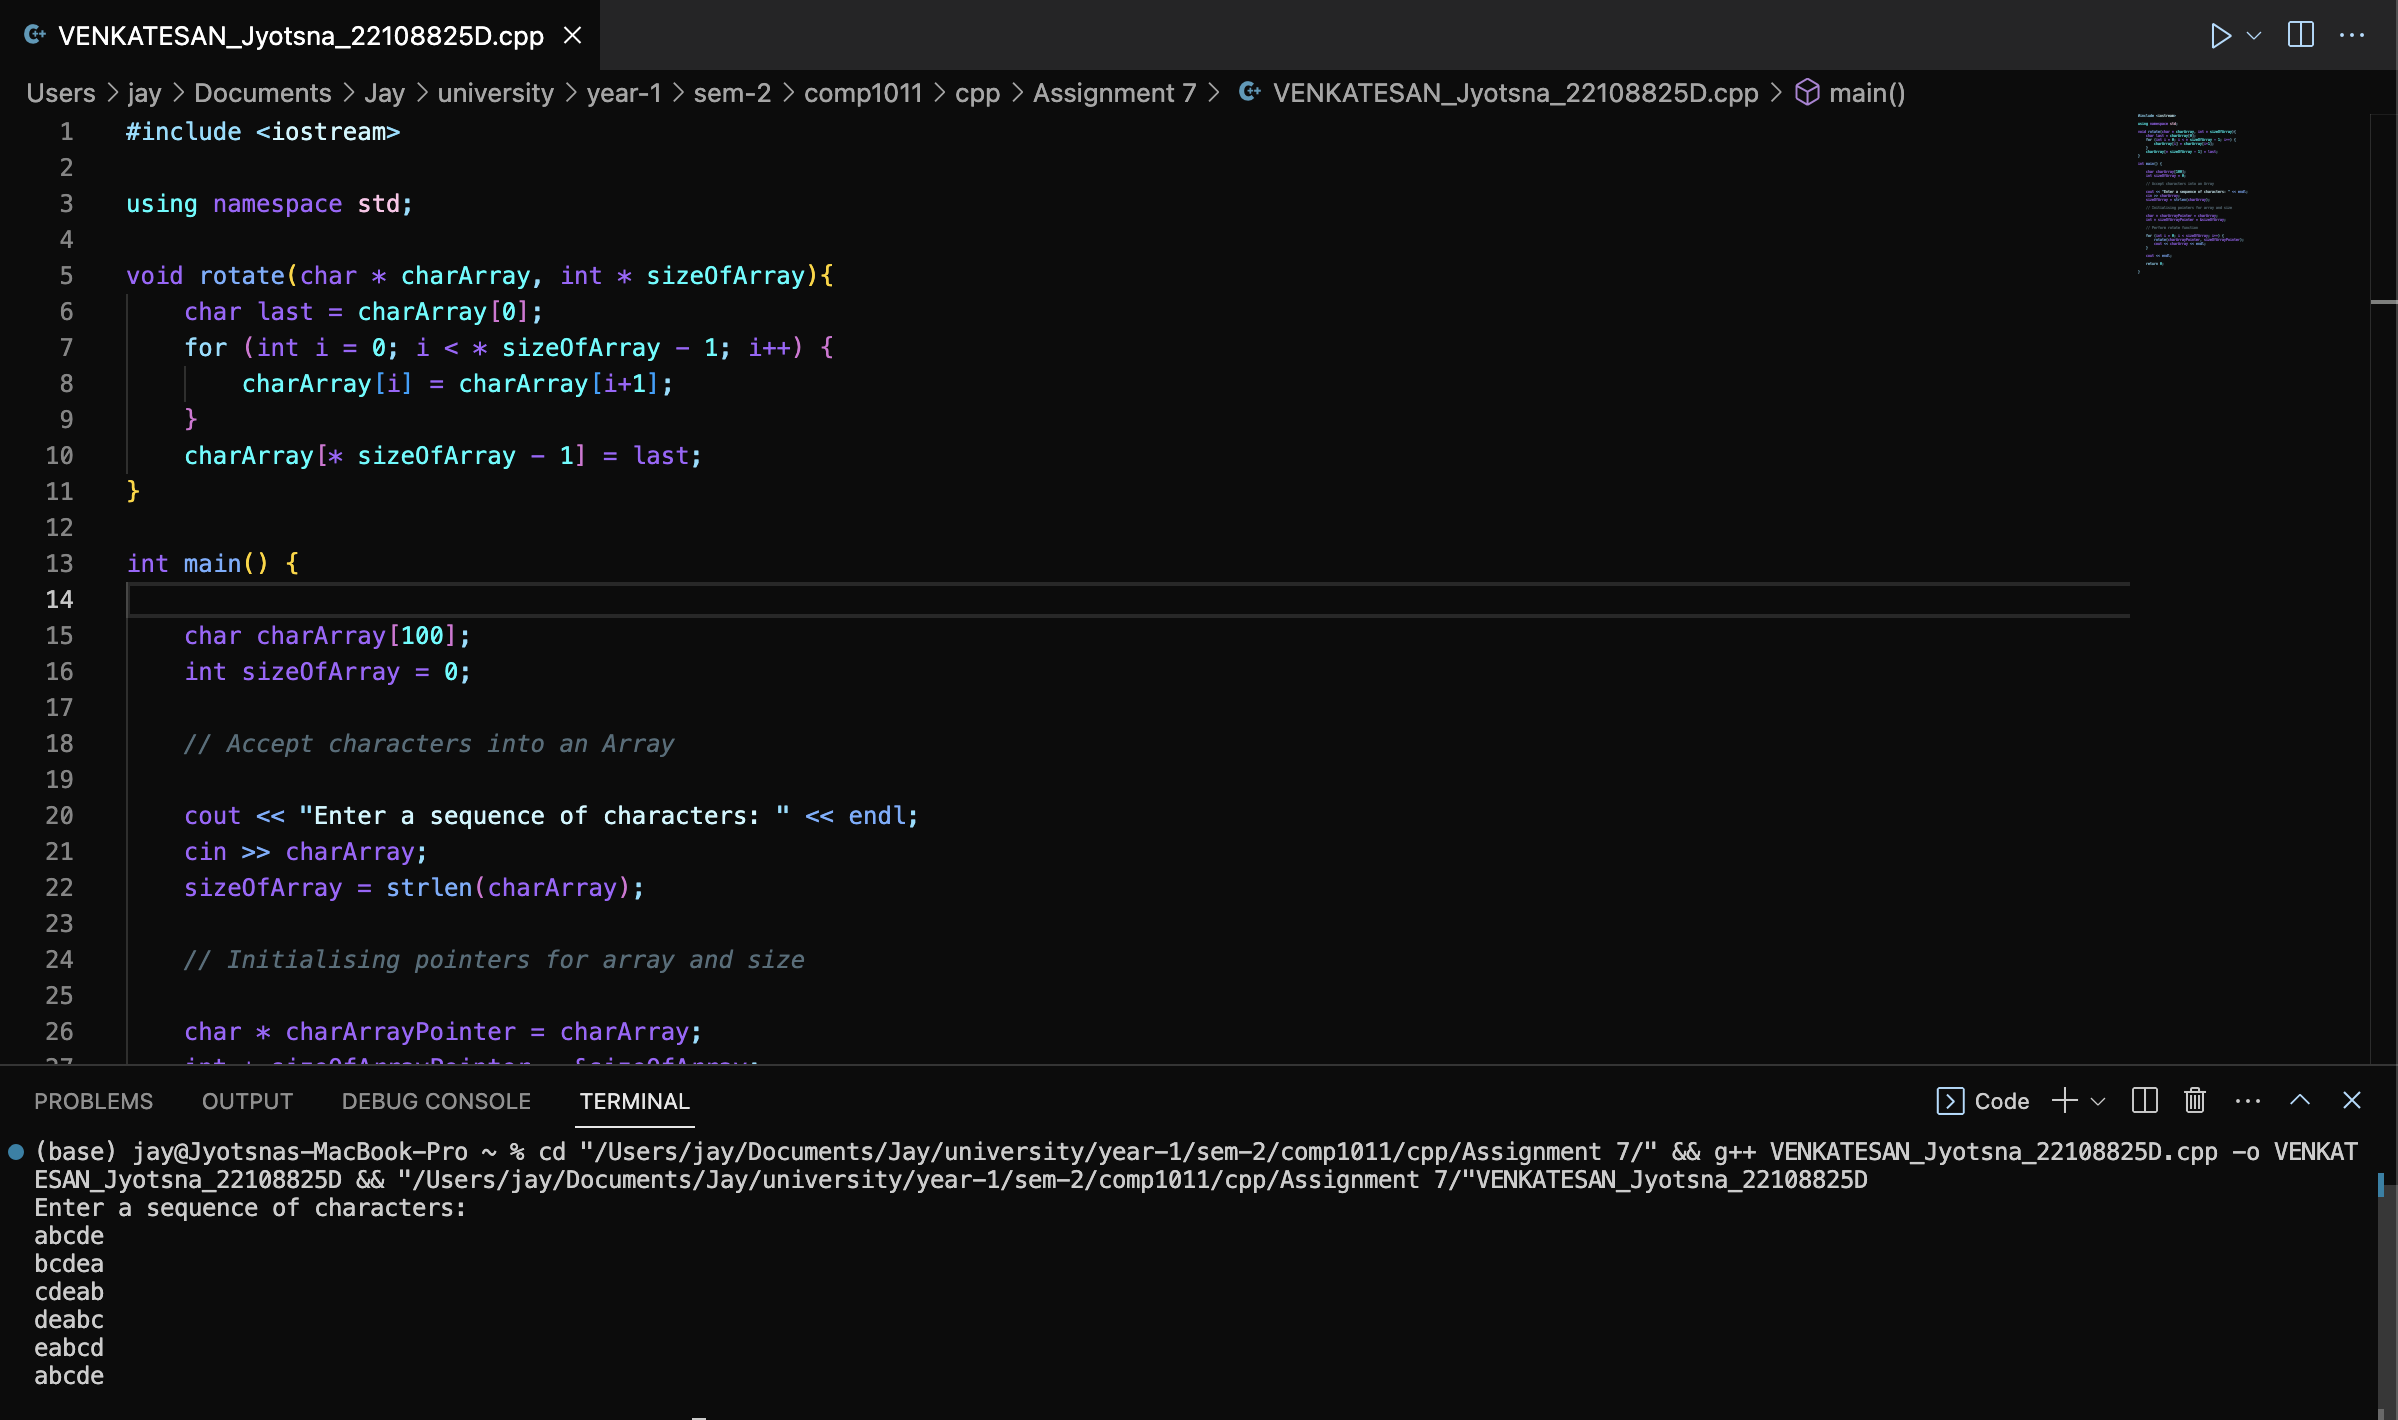 VENKATESAN_Jyotsna_22108825D.cpp
Users > jay > Documents > Jay > university > year-1 > sem-2 > comp1011 > cpp > Assignment 7 > VENKATESAN_Jyotsna_22108825D.cpp > main()
1 #include <iostream>
2
3 using namespace std;
4
5 void rotate(char * charArray, int * sizeOfArray){
6 char last = charArray[0];
7 for (int i = 0; i < * sizeOfArray - 1; i++) {
8 charArray[i] = charArray[i+1];
9 }
10 charArray[* sizeOfArray - 1] = last;
11 }
12
13 int main() {
14
15 char charArray[100];
16 int sizeOfArray = 0;
17
18 // Accept characters into an Array
19
20 cout << "Enter a sequence of characters: " << endl;
21 cin >> charArray;
22 sizeOfArray = strlen(charArray);
23
24 // Initialising pointers for array and size
25
26 char * charArrayPointer = charArray;
27 int * sizeOfArrayPointer = &sizeOfArray;
PROBLEMS OUTPUT DEBUG CONSOLE TERMINAL Code
(base) jay@Jyotsnas-MacBook-Pro ~ % cd "/Users/jay/Documents/Jay/university/year-1/sem-2/comp1011/cpp/Assignment 7/" && g++ VENKATESAN_Jyotsna_22108825D.cpp -o VENKAT
ESAN_Jyotsna_22108825D && "/Users/jay/Documents/Jay/university/year-1/sem-2/comp1011/cpp/Assignment 7/"VENKATESAN_Jyotsna_22108825D
Enter a sequence of characters:
abcde
bcdea
cdeab
deabc
eabcd
abcde